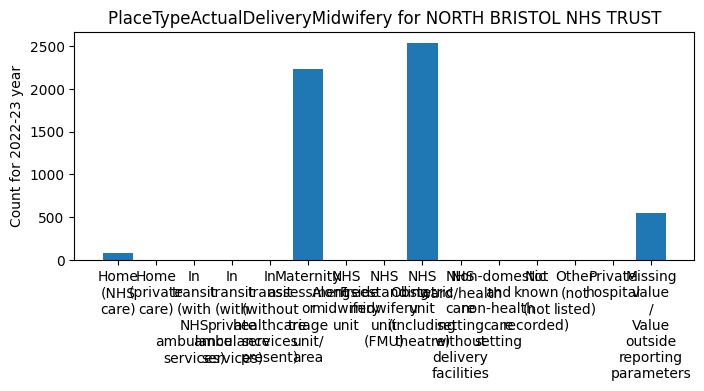 PlaceTypeActualDeliveryMidwifery for NORTH BRISTOL NHS TRUST
Count for 2022-23 year
2500
2000
1500
1000
500
0
Home
(NHS
care)
Home
(private
care)
In
transit
(with
NHS
ambulance
services)
In
transit
(with
private
ambulance
services)
In
transit
(without
healthcare
services
present)
Maternity
assessment
or
triage
unit/
area
NHS
Alongside
midwifery
unit
NHS
Freestanding
midwifery
unit
(FMU)
NHS
Obstetric
unit
(including
theatre)
NHS
ward/health
care
setting
without
delivery
facilities
Non-domestic
and
non-health
care
setting
Not
known
(not
recorded)
Other
(not
listed)
Private
hospital
Missing
value
/
Value
outside
reporting
parameters